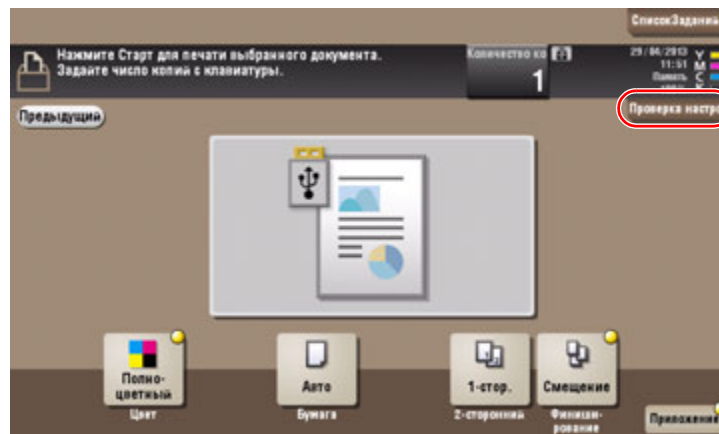 СписокЗаданий
Нажмите Старт для печати выбранного документа.
Задайте число копий с клавиатуры.
Количество ко
1
29/04/2013
11:51
Память
Y
M
C
K
Проверка настро
Предыдущий
Полно-
цветный
Авто
1-стор.
Смещение
Цвет
Бумага
2-сторонний
Финиши-
рование
Приложение